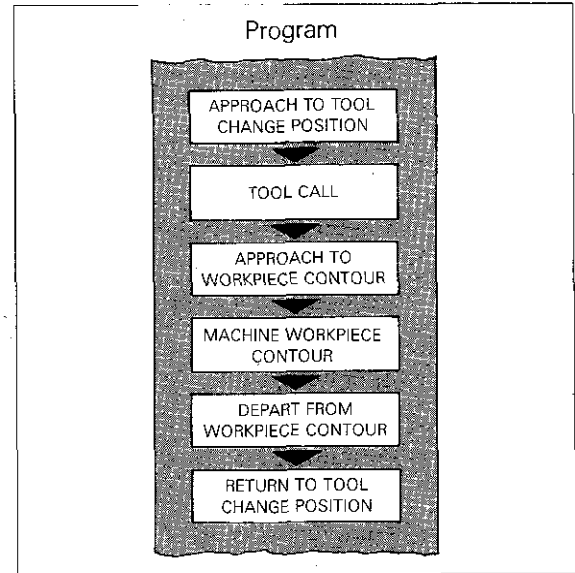 Program
APPROACH TO TOOL
CHANGE POSITION
TOOL CALL
APPROACH TO
WORKPIECE CONTOUR
MACHINE WORKPIECE
CONTOUR
DEPART FROM
WORKPIECE CONTOUR
RETURN TO TOOL
CHANGE POSITION